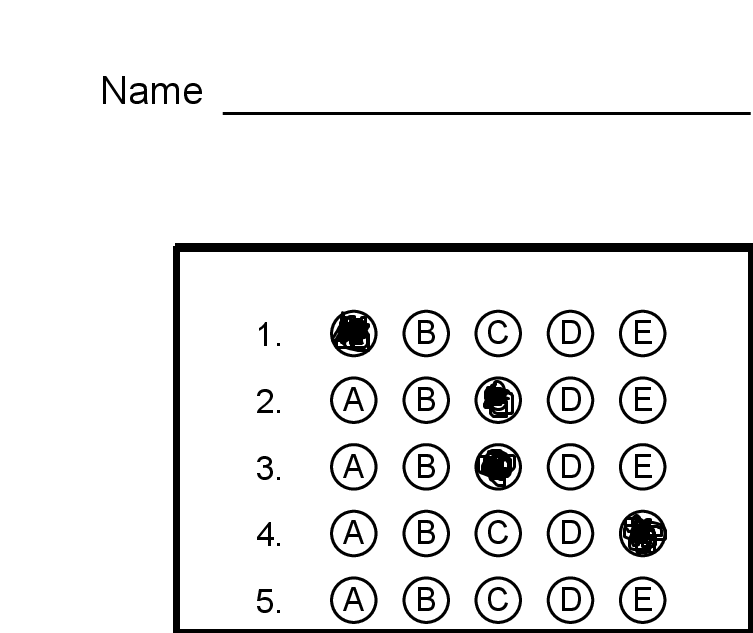 Name
1. B C D E
2. A B D E
3. A B D E
4. A B C D
5. A B C D E